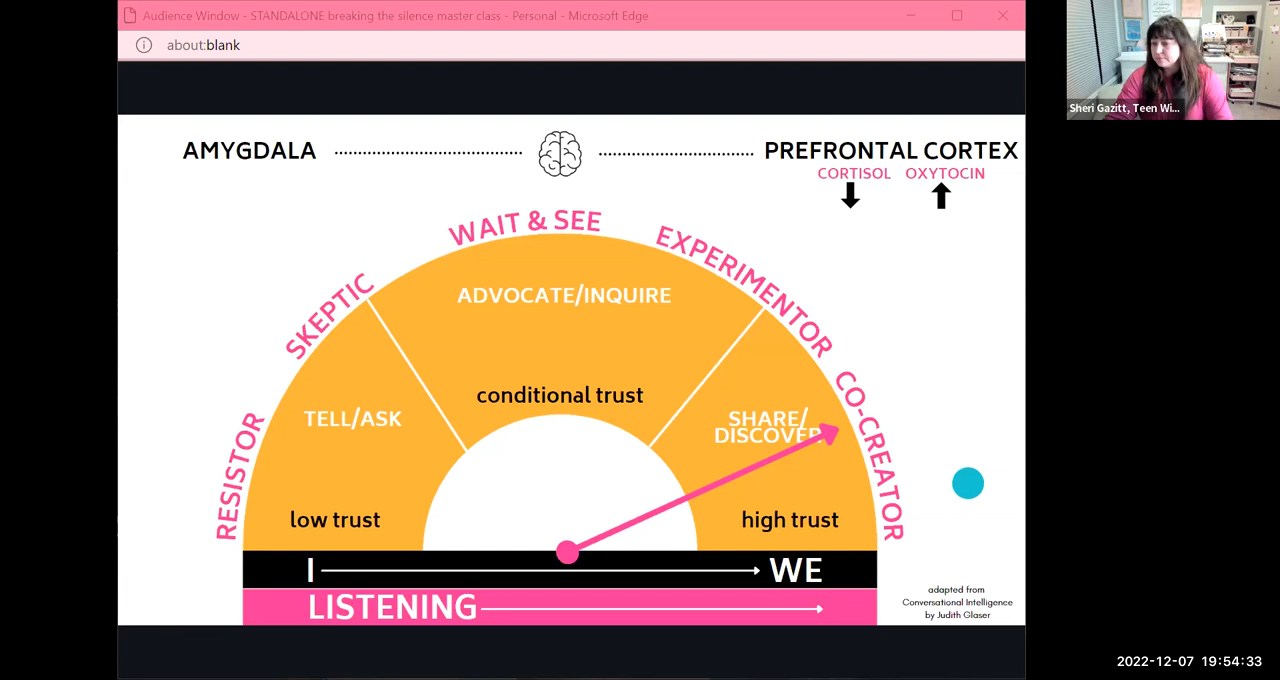 Audience Window - STANDALONE breaking the silence master class - Personal - Microsoft Edge
about:blank
Sheri Gazitt, Teen Wi...
AMYGDALA
PREFRONTAL CORTEX
CORTISOL OXYTOCIN
RESISTOR
SKEPTIC
WAIT & SEE
EXPERIMENTOR
CO-CREATOR
TELL/ASK
ADVOCATE/INQUIRE
SHARE/
DISCOVER
low trust
conditional trust
high trust
I WE
LISTENING
adapted from
Conversational Intelligence
by Judith Glaser
2022-12-07 19:54:33